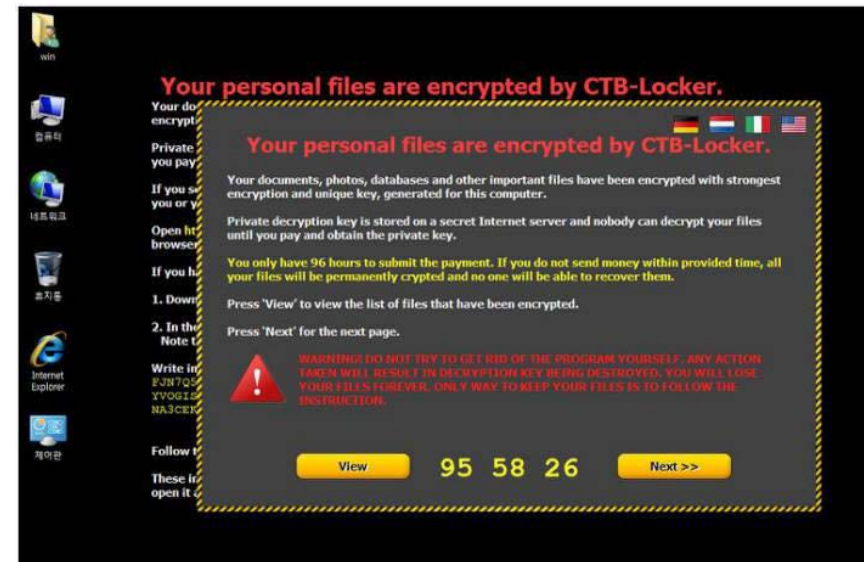 win
컴퓨터
네트워크
휴지통
Internet
Explorer
제어판
Your personal files are encrypted by CTB-Locker.
Your do
encrypt
Private
you pay
If you se
you or y
Open ht
browser
If you ha
1. Down
2. In the
Note t
Write in
FJN7Q5
YVOGIS
NA3CEK
Follow t
These in
open it a
Your personal files are encrypted by CTB-Locker.
Your documents, photos, databases and other important files have been encrypted with strongest
encryption and unique key, generated for this computer.
Private decryption key is stored on a secret Internet server and nobody can decrypt your files
until you pay and obtain the private key.
You only have 96 hours to submit the payment. If you do not send money within provided time, all
your files will be permanently crypted and no one will be able to recover them.
Press 'View' to view the list of files that have been encrypted.
Press 'Next' for the next page.
WARNING! DO NOT TRY TO GET RID OF THE PROGRAM YOURSELF. ANY ACTION
TAKEN WILL RESULT IN DECRYPTION KEY BEING DESTROYED. YOU WILL LOSE
YOUR FILES FOREVER. ONLY WAY TO KEEP YOUR FILES IS TO FOLLOW THE
INSTRUCTION.
View
95 58 26
Next >>